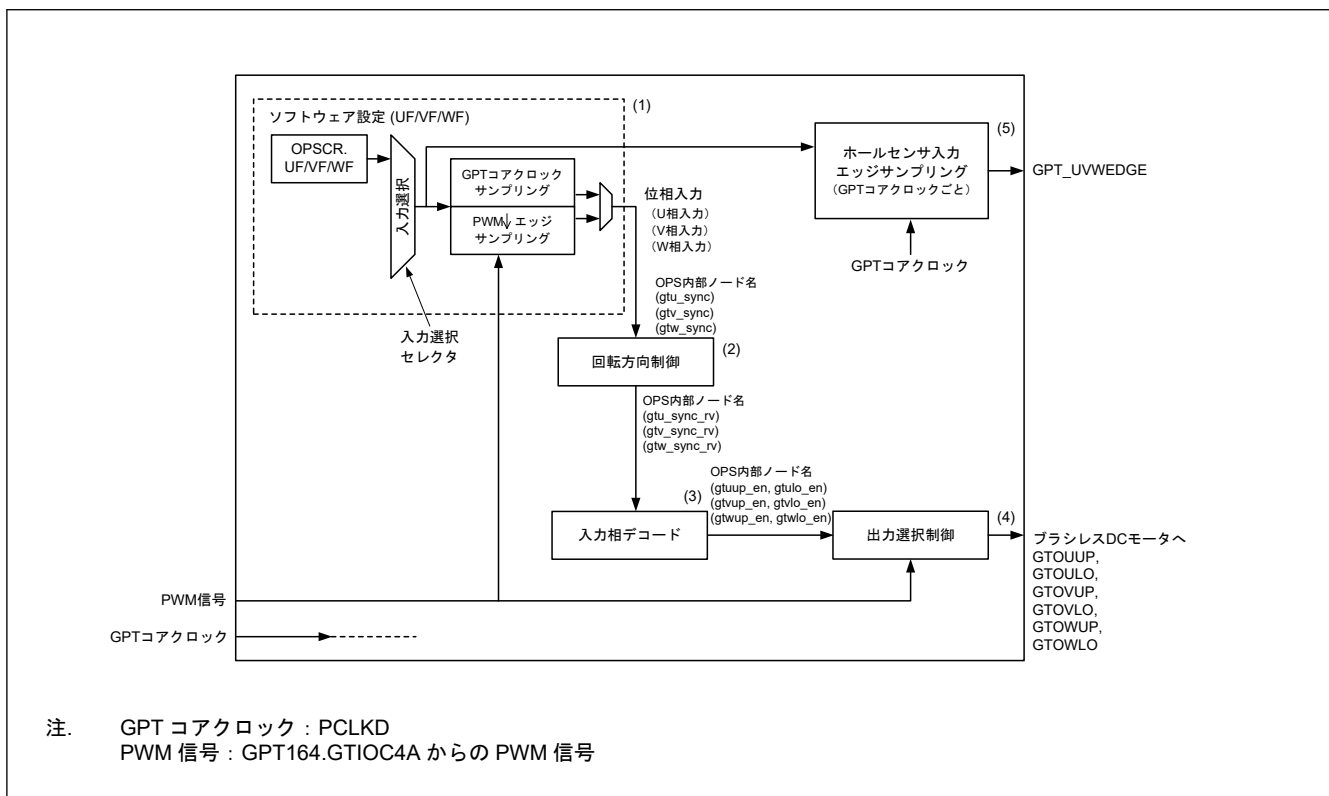 ソフトウェア設定 (UF/VF/WF)
(1)
OPSCR.
UF/VF/WF
入力選択
GPTコアクロック
サンプリング
PWM↓エッジ
サンプリング
入力選択
セレクタ
位相入力
(U相入力)
(V相入力)
(W相入力)
OPS内部ノード名
(gtu_sync)
(gtv_sync)
(gtw_sync)
(5)
ホールセンサ入力
エッジサンプリング
(GPTコアクロックごと)
GPT_UVWEDGE
GPTコアクロック
(2)
回転方向制御
OPS内部ノード名
(gtu_sync_rv)
(gtv_sync_rv)
(gtw_sync_rv)
(3)
入力相デコード
OPS内部ノード名
(gtuup_en, gtulo_en)
(gtvup_en, gtvlo_en)
(gtwup_en, gtwlo_en)
(4)
出力選択制御
ブラシレスDCモータへ
GTOUUP,
GTOULO,
GTOVUP,
GTOVLO,
GTOWUP,
GTOWLO
PWM信号
GPTコアクロック
注. GPT コアクロック : PCLKD
PWM 信号 : GPT164.GTIOC4A からの PWM 信号